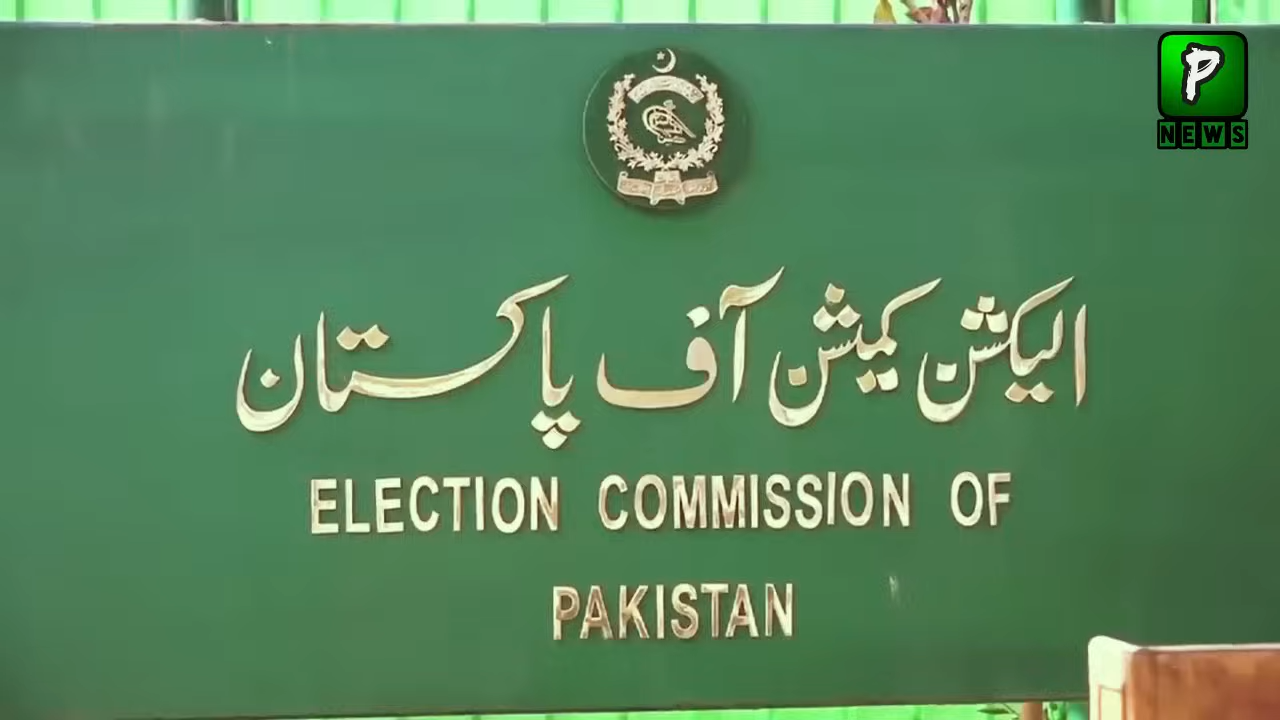 P
NEWS
الیکشن کمیشن آف پاکستان
ELECTION COMMISSION OF
PAKISTAN